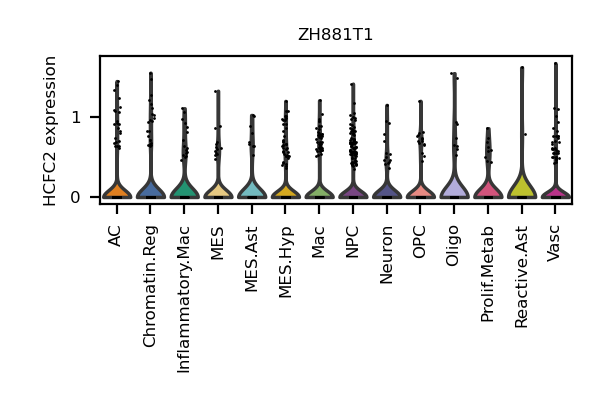 ZH881T1
HCFC2 expression
1
0
AC
Chromatin.Reg
Inflammatory.Mac
MES
MES.Ast
MES.Hyp
Mac
NPC
Neuron
OPC
Oligo
Prolif.Metab
Reactive.Ast
Vasc